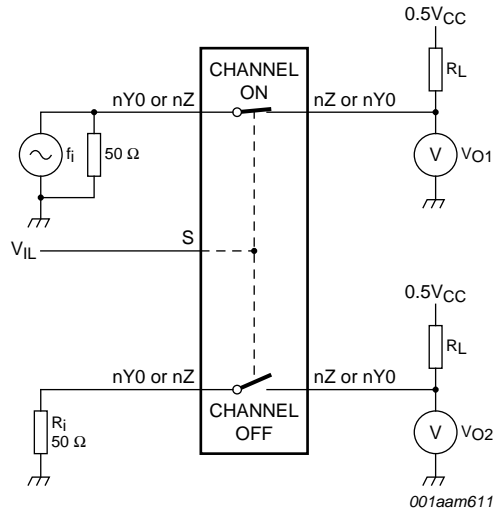 0.5VCC
CHANNEL
ON
RL
nY0 or nZ
nZ or nY0
fi
50 Ω
V
VO1
S
VIL
0.5VCC
RL
nY0 or nZ
nZ or nY0
Ri
50 Ω
CHANNEL
OFF
V
VO2
001aam611